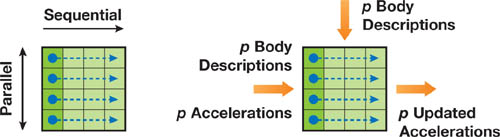 Sequential
Parallel
p Body
Descriptions
p Body
Descriptions
p Accelerations
p Updated
Accelerations